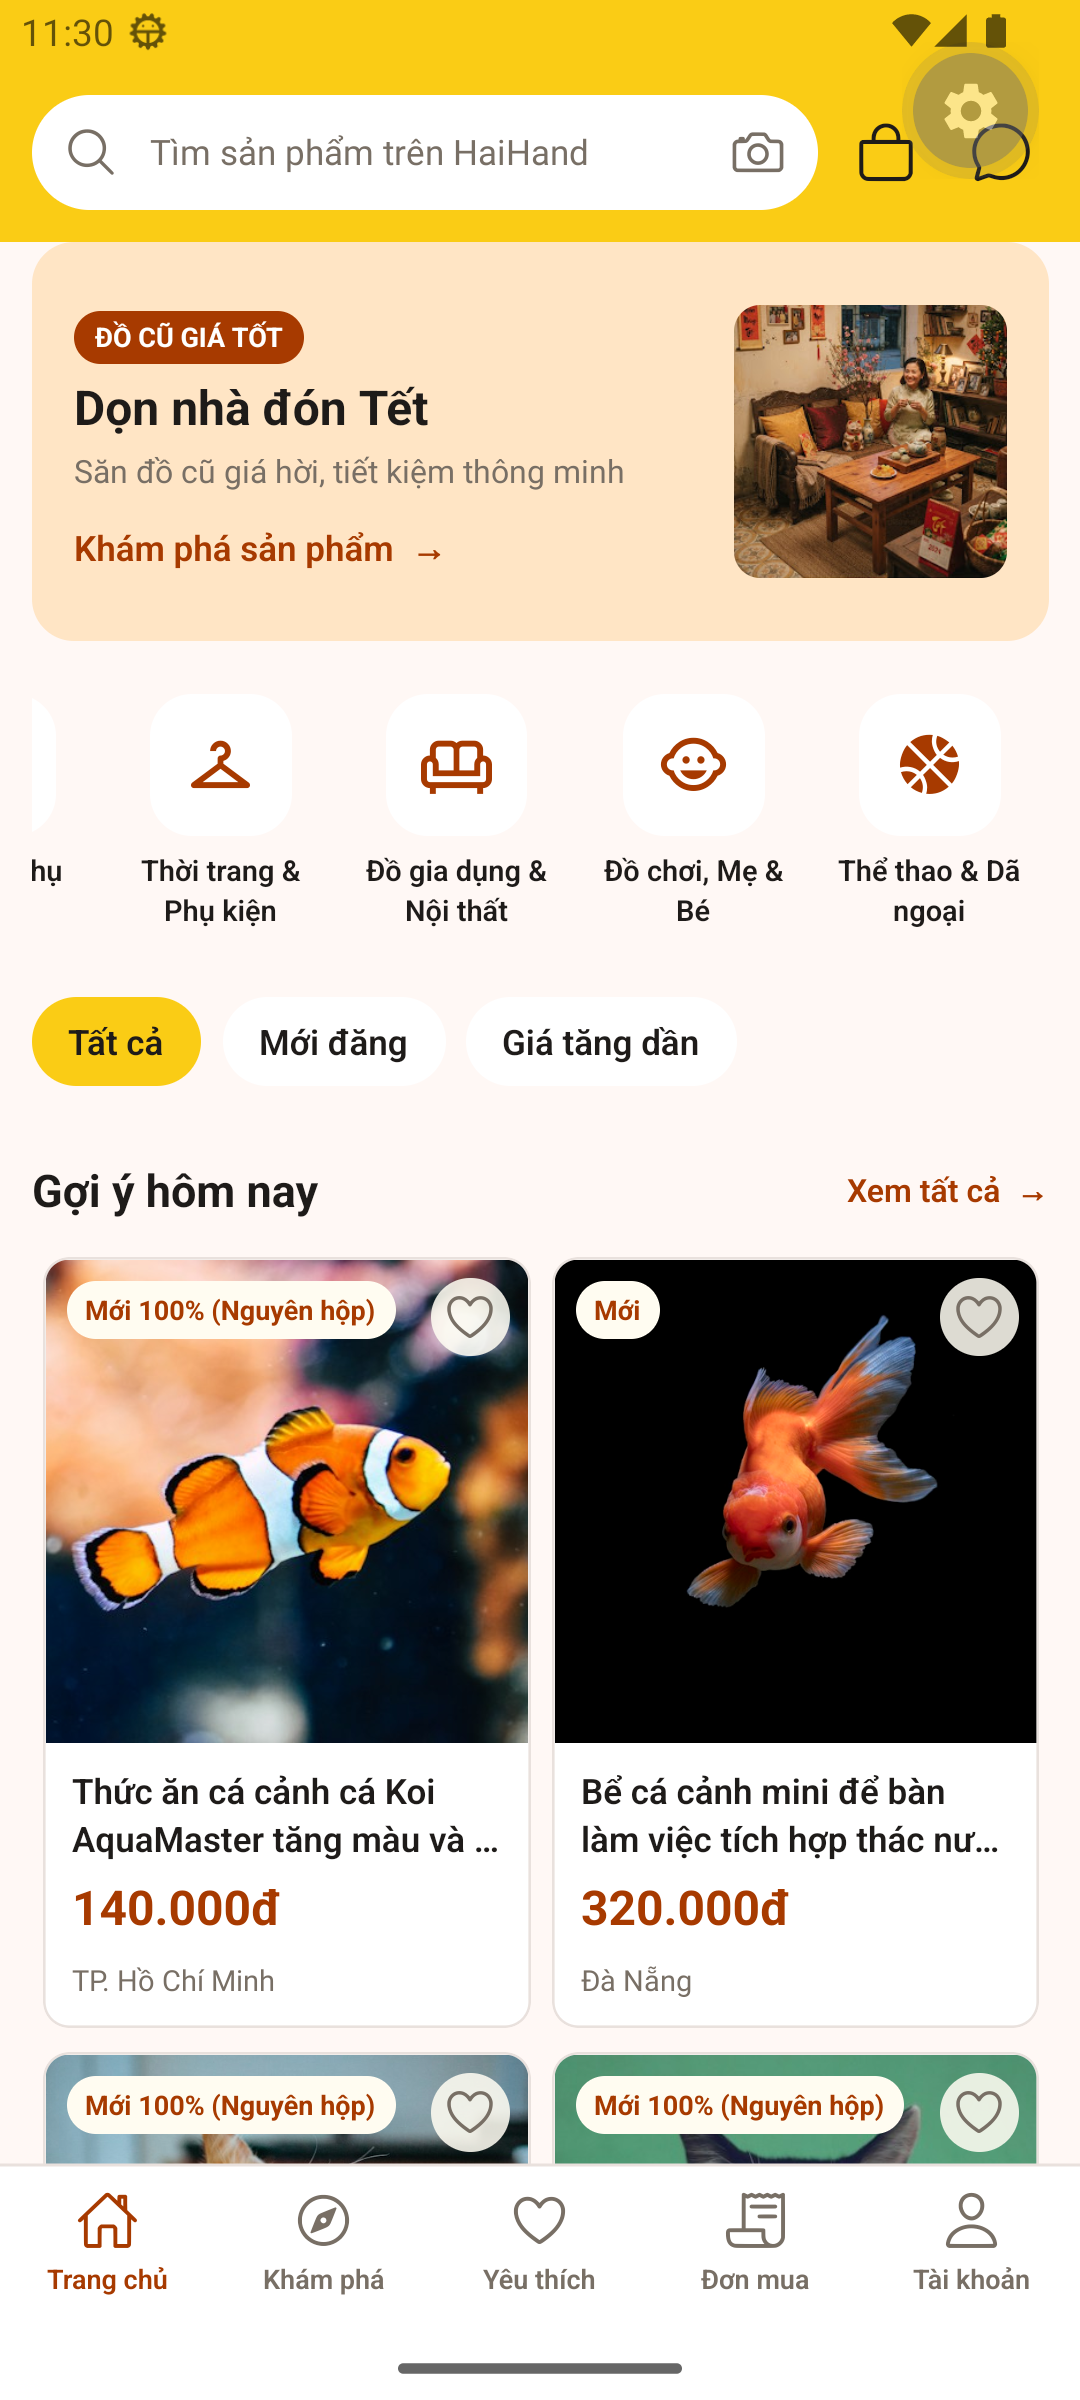 11:30
Tìm sản phẩm trên HaiHand
ĐỒ CŨ GIÁ TỐT
Dọn nhà đón Tết
Săn đồ cũ giá hời, tiết kiệm thông minh
Khám phá sản phẩm →
hụ
Thời trang &
Phụ kiện
Đồ gia dụng &
Nội thất
Đồ chơi, Mẹ &
Bé
Thể thao & Dã
ngoại
Tất cả
Mới đăng
Giá tăng dần
Gợi ý hôm nay
Xem tất cả →
Mới 100% (Nguyên hộp)
Mới
Thức ăn cá cảnh cá Koi
AquaMaster tăng màu và ...
140.000đ
TP. Hồ Chí Minh
Bể cá cảnh mini để bàn
làm việc tích hợp thác nư...
320.000đ
Đà Nẵng
Mới 100% (Nguyên hộp)
Mới 100% (Nguyên hộp)
Trang chủ
Khám phá
Yêu thích
Đơn mua
Tài khoản